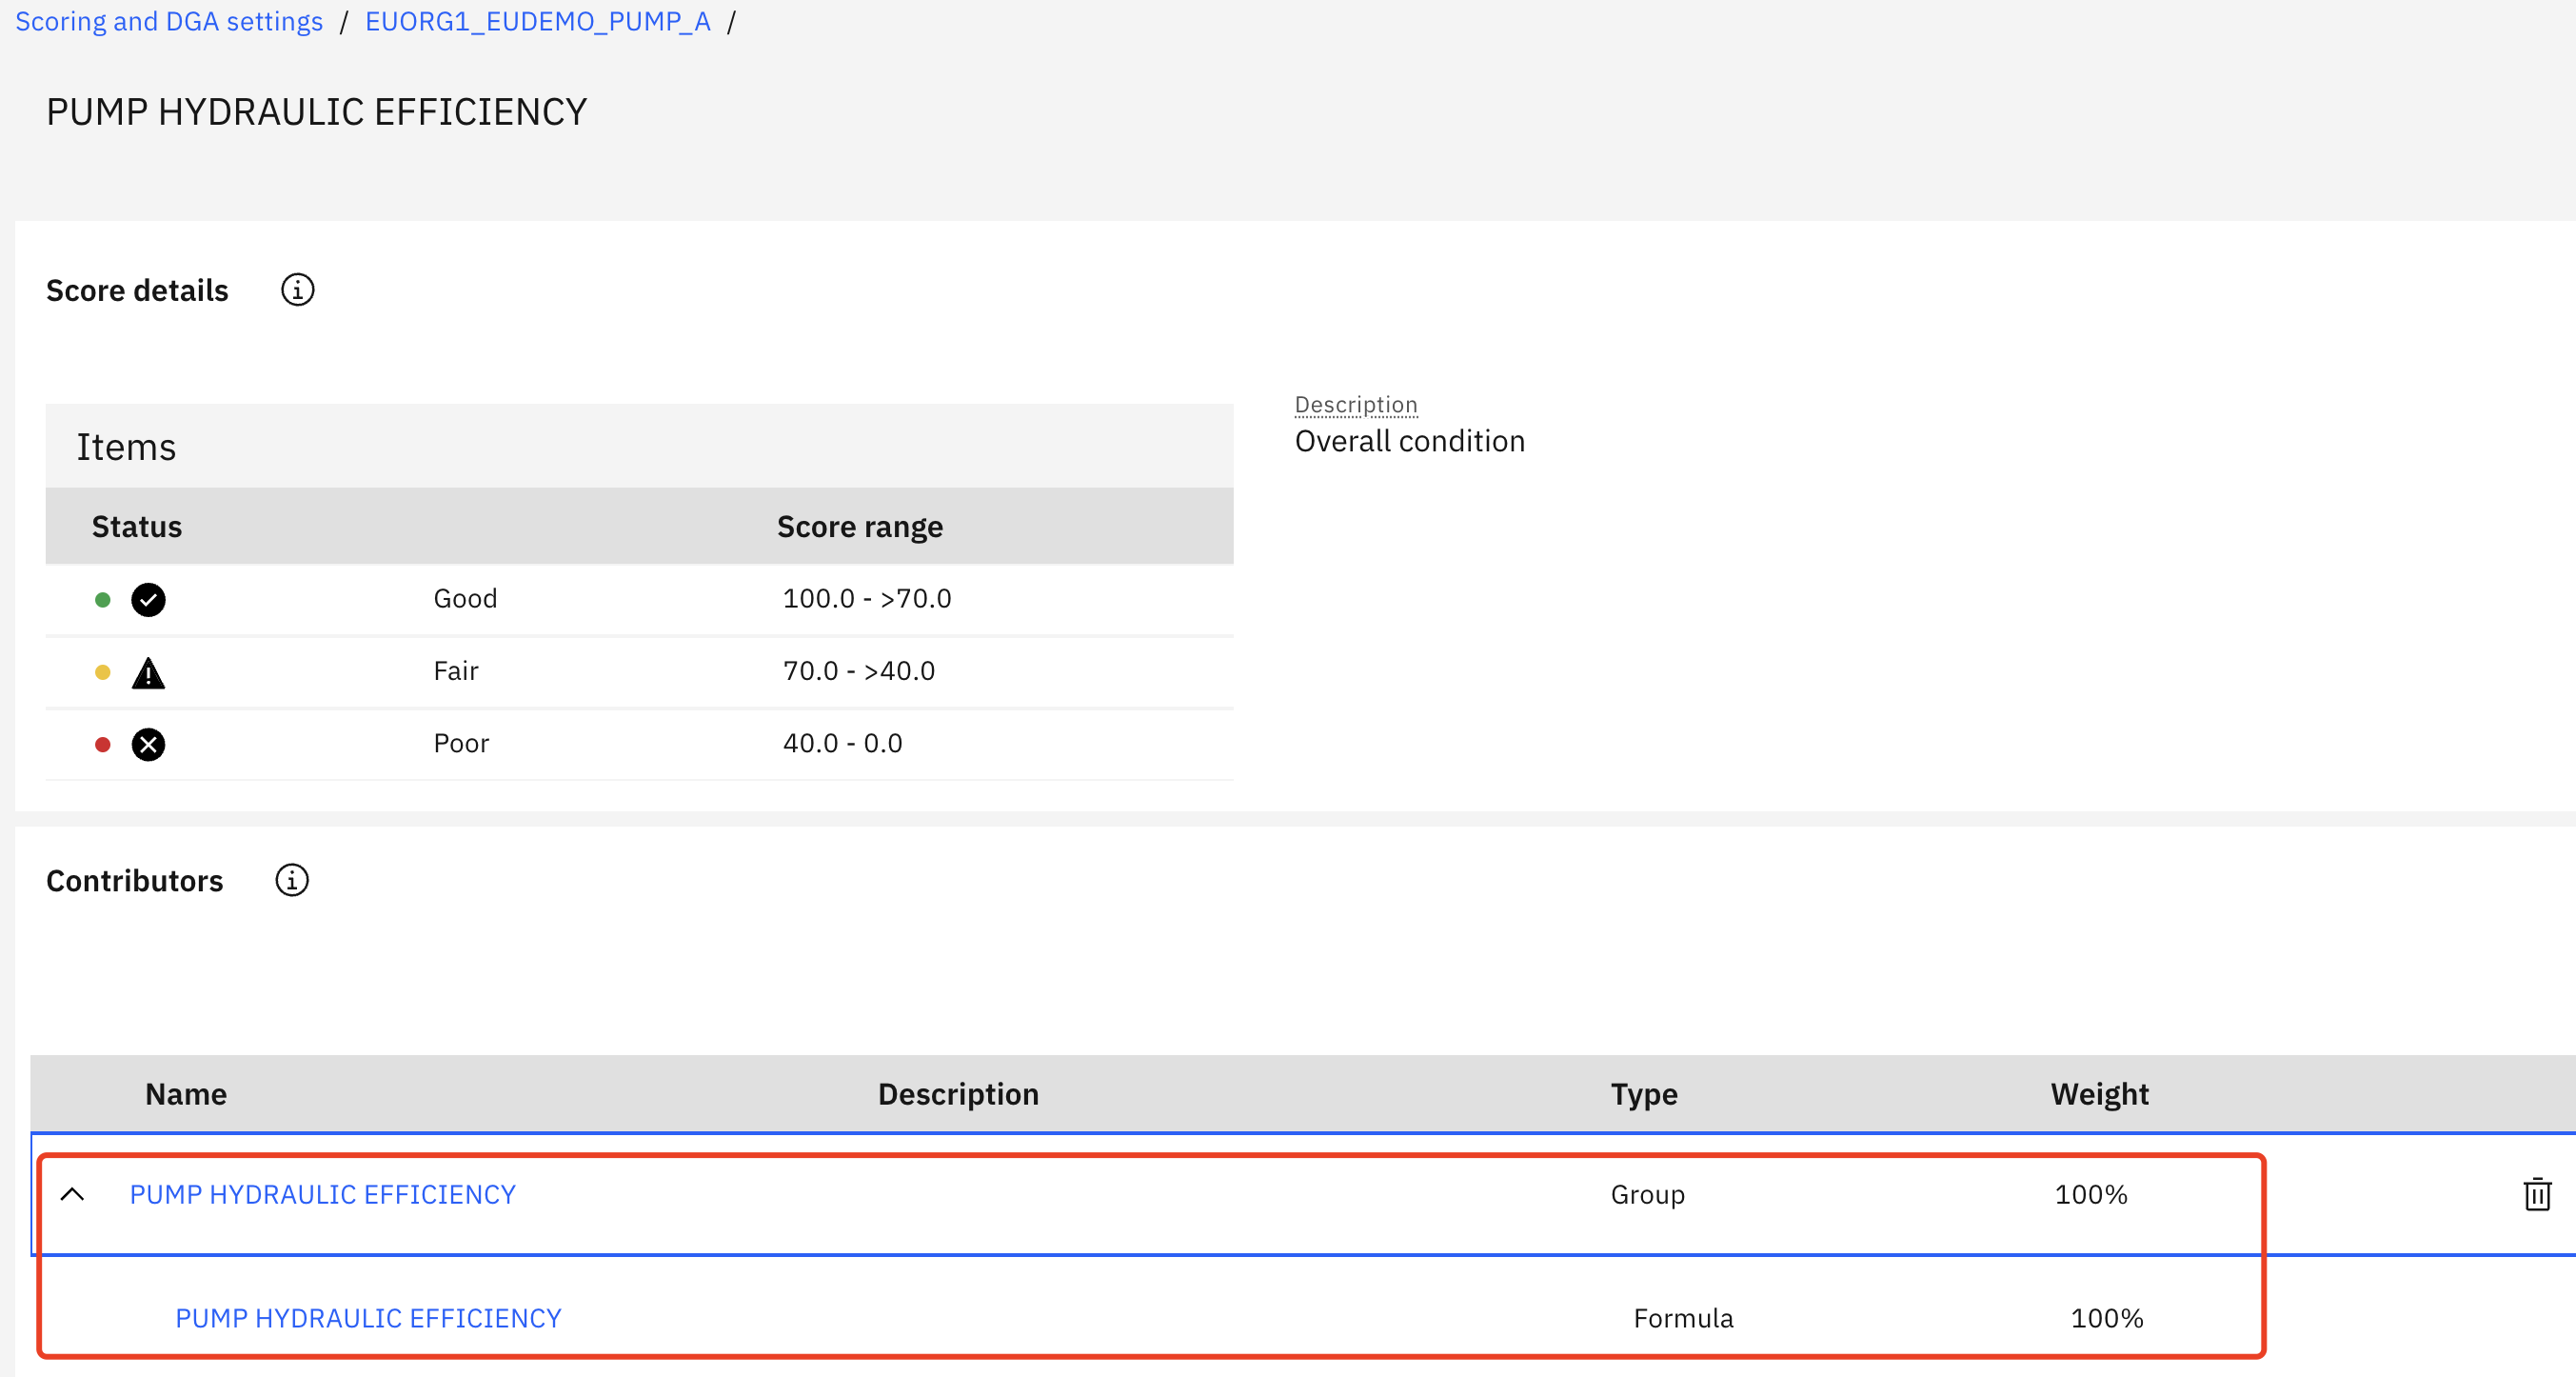 Scoring and DGA settings / EUORG1_EUDEMO_PUMP_A /
PUMP HYDRAULIC EFFICIENCY
Score details
Description
Overall condition
Items
Status Score range
Good 100.0 - >70.0
Fair 70.0 - >40.0
Poor 40.0 - 0.0
Contributors
Name Description Type Weight
PUMP HYDRAULIC EFFICIENCY Group 100%
PUMP HYDRAULIC EFFICIENCY Formula 100%